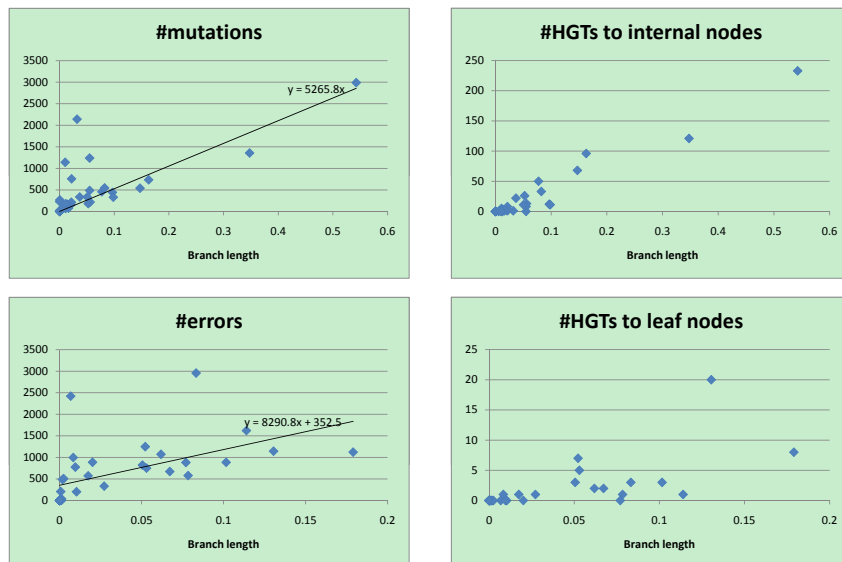 #mutations
3500
3000
2500
2000
1500
1000
500
0
y = 5265.8x
0 0.1 0.2 0.3 0.4 0.5 0.6
Branch length
#HGTs to internal nodes
250
200
150
100
50
0
0 0.1 0.2 0.3 0.4 0.5 0.6
Branch length
#errors
3500
3000
2500
2000
1500
1000
500
0
y = 8290.8x + 352.5
0 0.05 0.1 0.15 0.2
Branch length
#HGTs to leaf nodes
25
20
15
10
5
0
0 0.05 0.1 0.15 0.2
Branch length